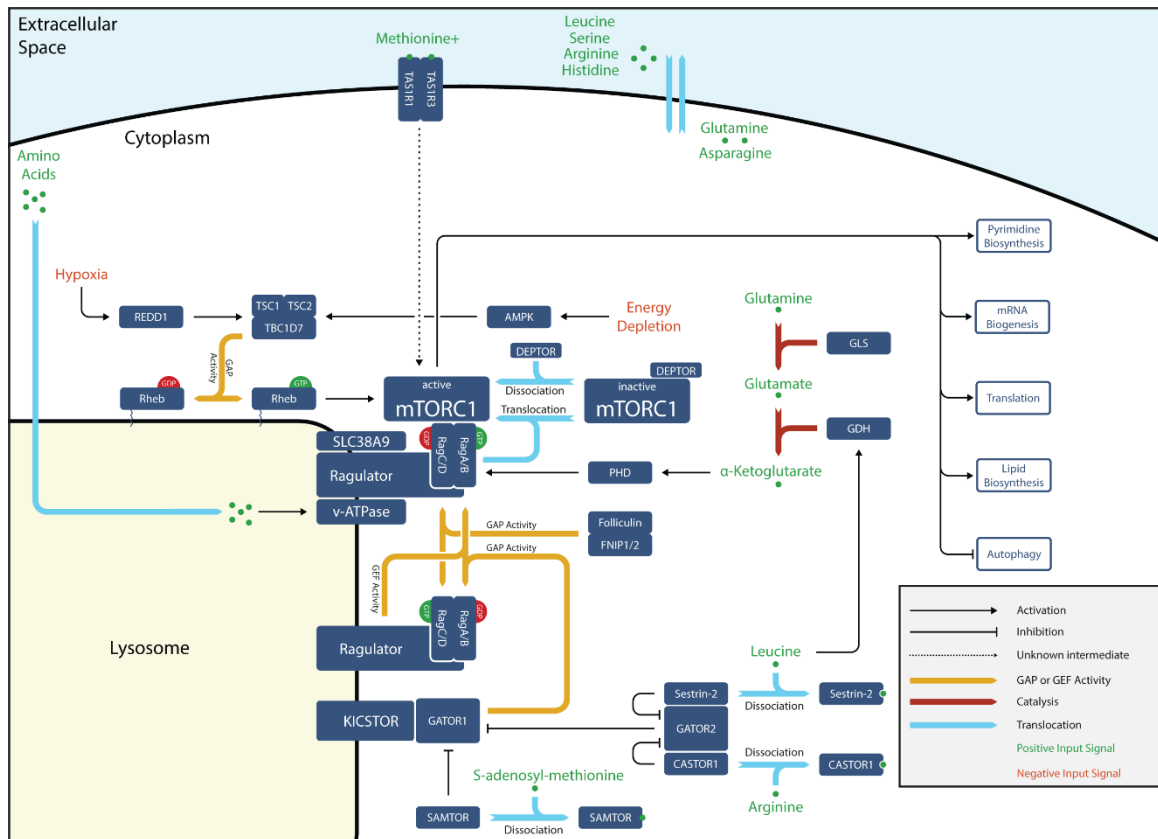 Extracellular
Space
Methionine+
TAS1R1
TAS1R3
Leucine
Serine
Arginine
Histidine
Glutamine
Asparagine
Cytoplasm
Amino
Acids
Hypoxia
REDD1
TSC1 TSC2
TBC1D7
AMPK
Energy
Depletion
GAP
Activity
GDP
Rheb
GTP
Rheb
active
mTORC1
DEPTOR
Dissociation
Translocation
DEPTOR
inactive
mTORC1
Glutamine
GLS
Glutamate
GDH
α-Ketoglutarate
PHD
Pyrimidine
Biosynthesis
mRNA
Biogenesis
Translation
Lipid
Biosynthesis
Autophagy
SLC38A9
Ragulator
v-ATPase
GDP
RagC/D
RagA/B
GTP
GAP Activity
GAP Activity
GEF Activity
Folliculin
FNIP1/2
GTP
RagC/D
RagA/B
GDP
Ragulator
Lysosome
KICSTOR
GATOR1
Leucine
Sestrin-2
Dissociation
Sestrin-2
GATOR2
CASTOR1
Dissociation
CASTOR1
Arginine
S-adenosyl-methionine
SAMTOR
Dissociation
SAMTOR
Activation
Inhibition
Unknown intermediate
GAP or GEF Activity
Catalysis
Translocation
Positive Input Signal
Negative Input Signal